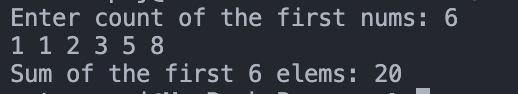 Enter count of the first nums: 6
1 1 2 3 5 8
Sum of the first 6 elems: 20